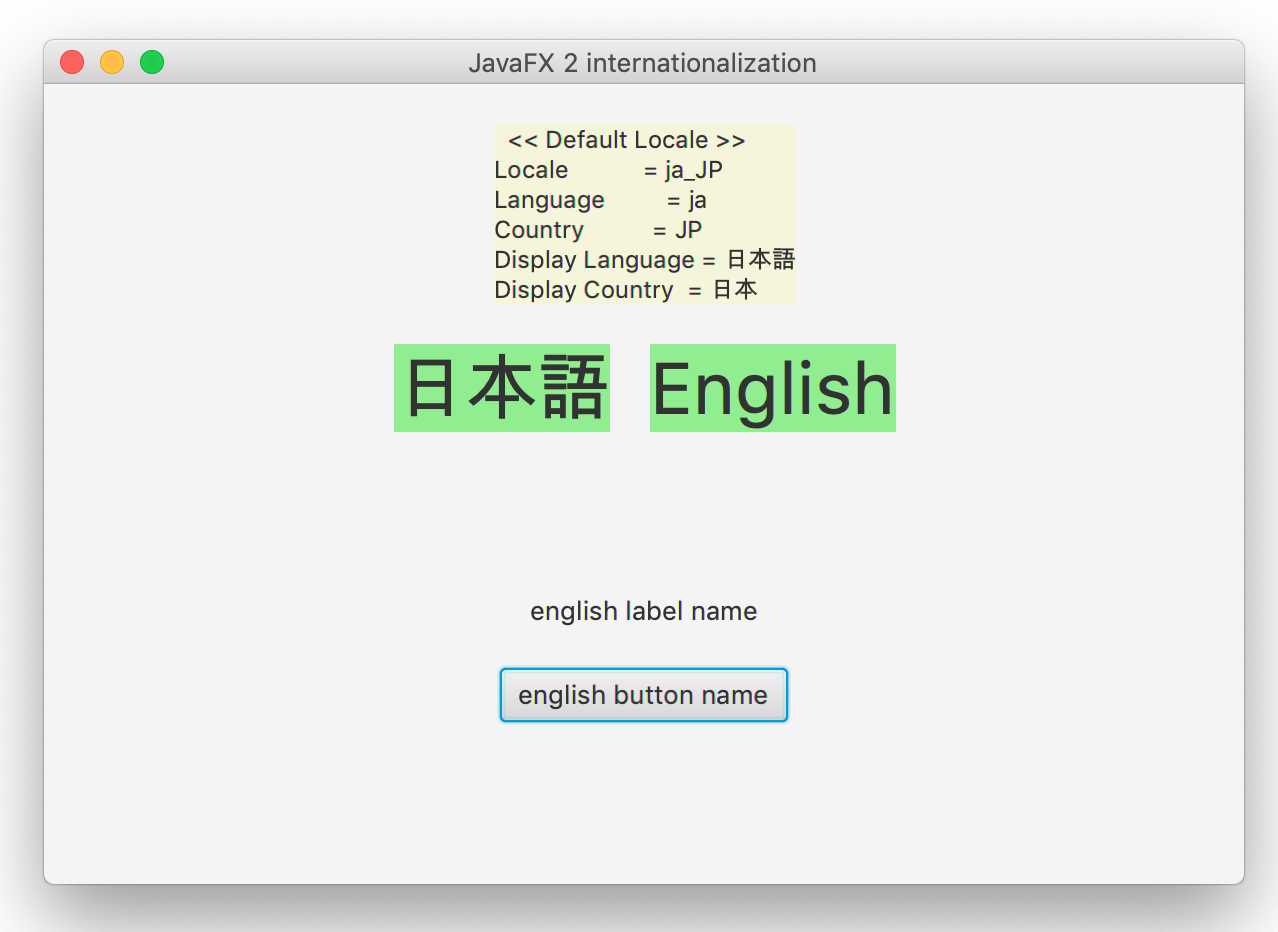 JavaFX 2 internationalization
<< Default Locale >>
Locale = ja_JP
Language = ja
Country = JP
Display Language = 日本語
Display Country = 日本
日本語 English
english label name
english button name